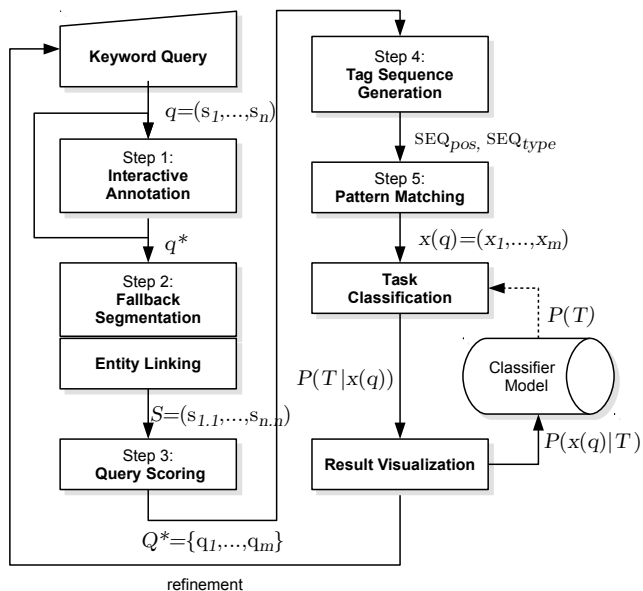 Keyword Query
q=(s1,...,sn)
Step 1:
Interactive
Annotation
q*
Step 2:
Fallback
Segmentation
Entity Linking
S=(s1.1,...,sn.n)
Step 3:
Query Scoring
Q*={q1,...,qm}
Step 4:
Tag Sequence
Generation
SEQpos, SEQtype
Step 5:
Pattern Matching
x(q)=(x1,...,xm)
Task
Classification
P(T)
P(T|x(q))
Classifier
Model
P(x(q)|T)
Result Visualization
refinement